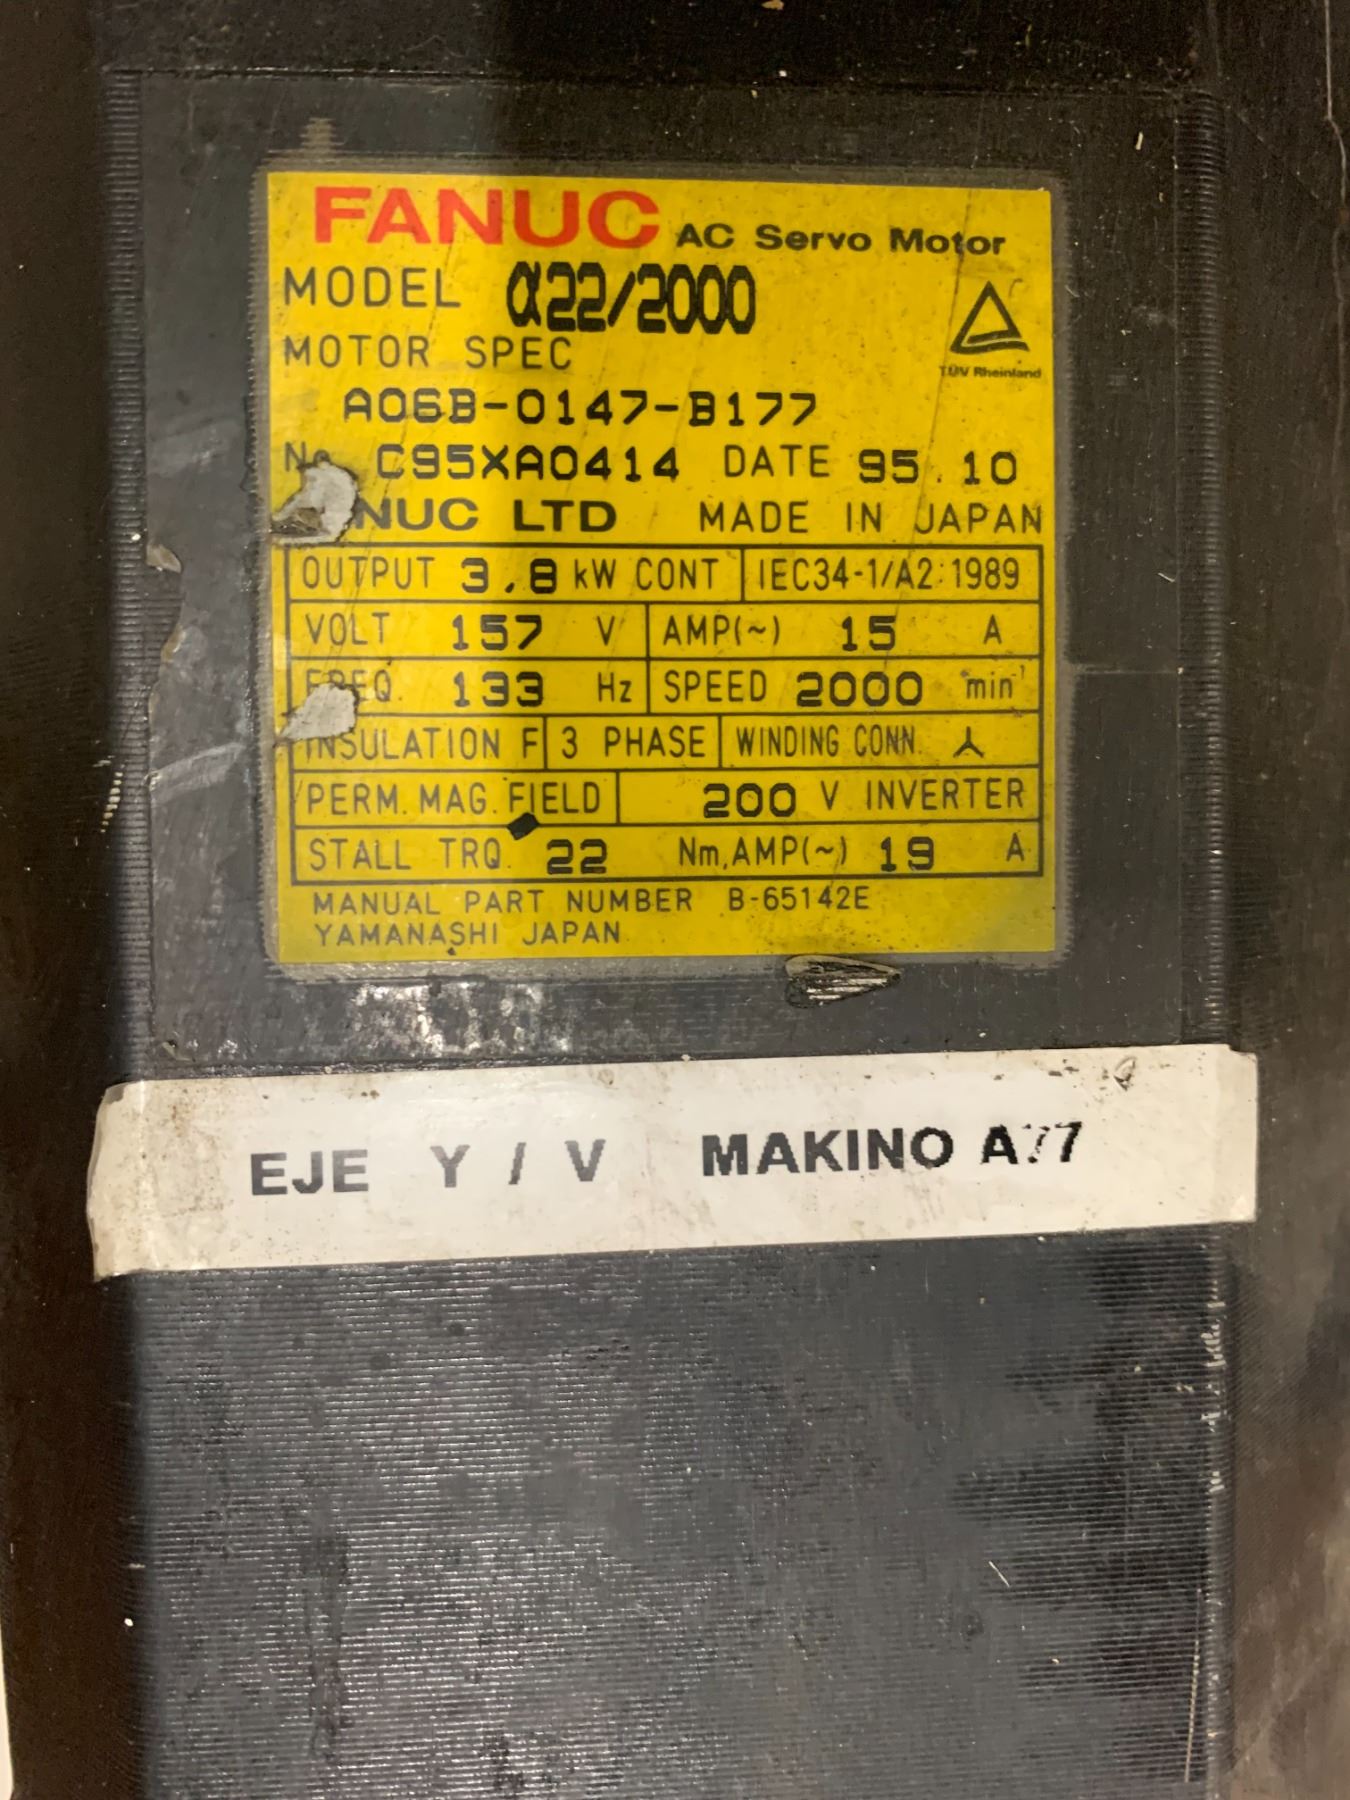 FANUC AC Servo Motor
MODEL α22/2000
MOTOR SPEC
TÜV Rheinland
A06B-0147-B177
No. C95XA0414 DATE 95.10
NUC LTD MADE IN JAPAN
OUTPUT 3.8 kW CONT IEC34-1/A2:1989
VOLT 157 V AMP(~) 15 A
FREQ. 133 Hz SPEED 2000 min⁻¹
INSULATION F 3 PHASE WINDING CONN.
PERM. MAG. FIELD 200 V INVERTER
STALL TRQ. 22 Nm, AMP(~) 19 A
MANUAL PART NUMBER B-65142E
YAMANASHI JAPAN
EJE Y / V MAKINO A77